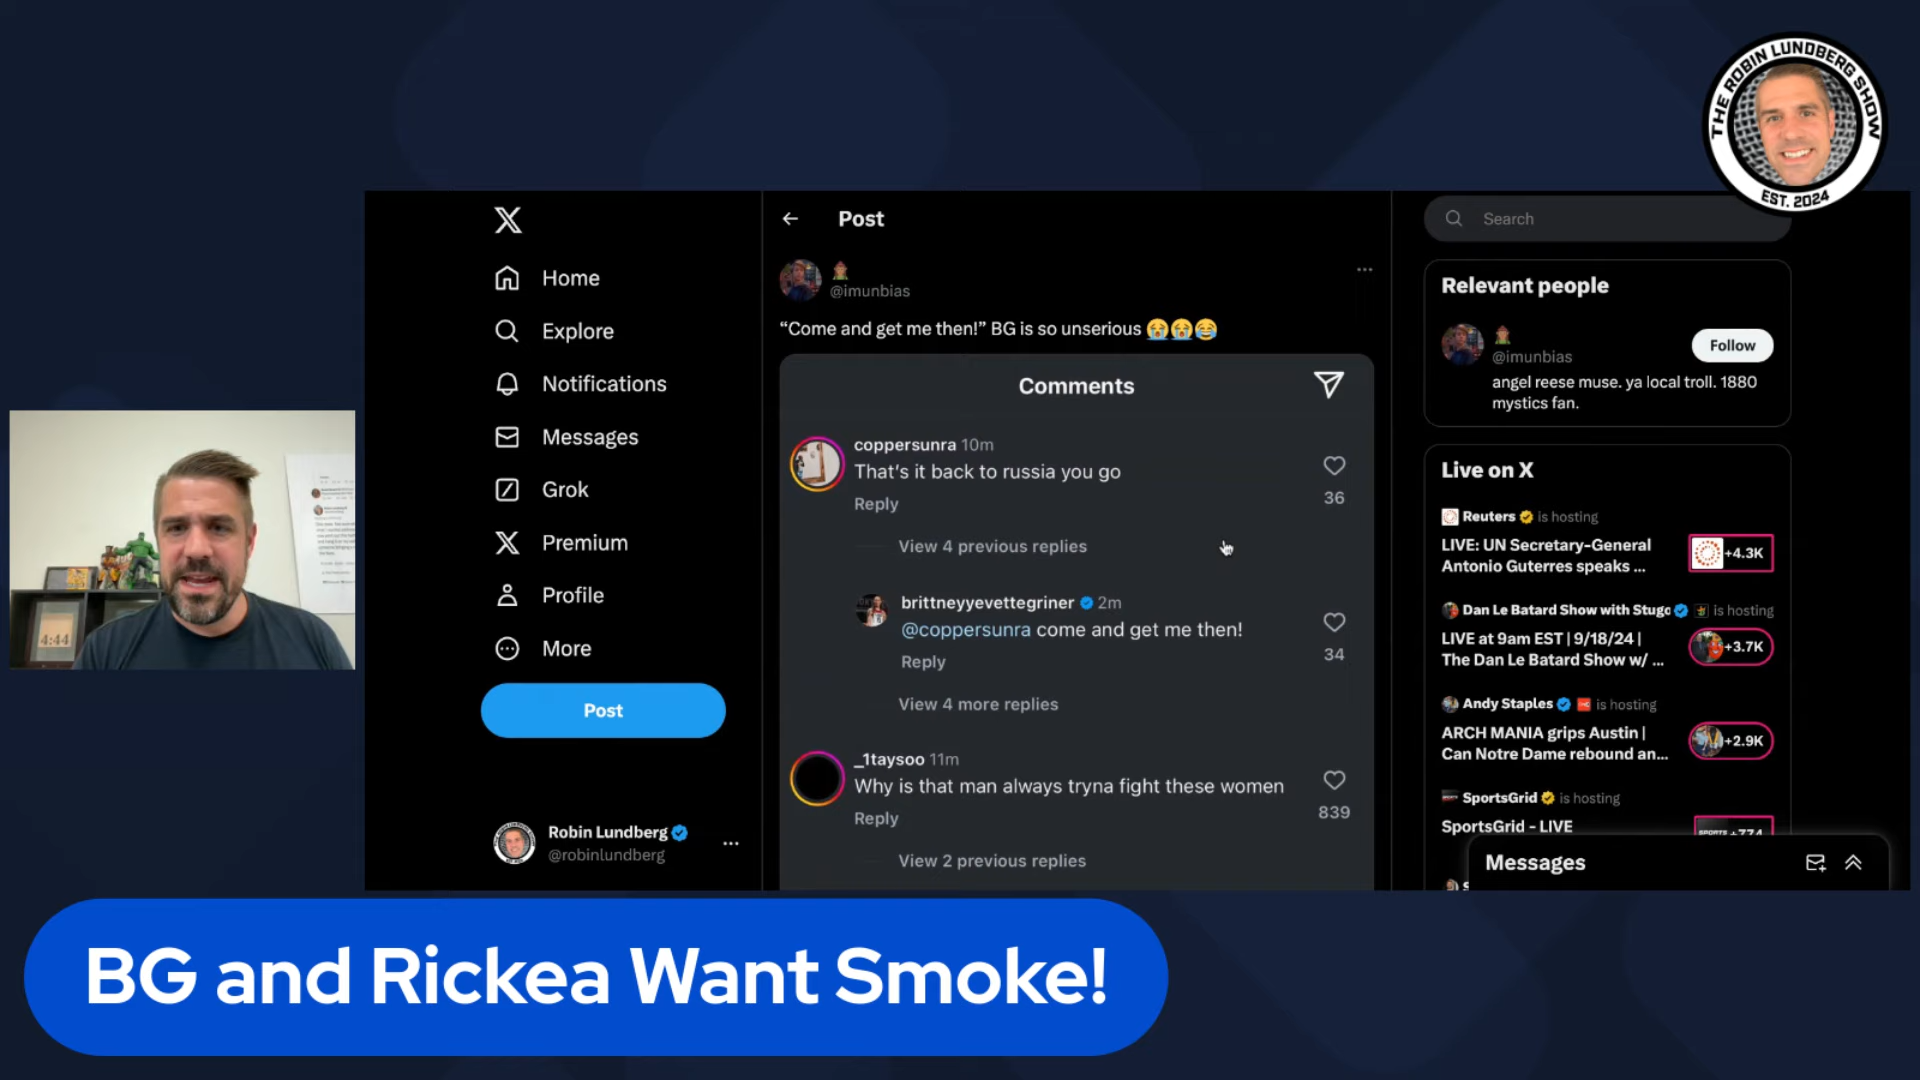 THE ROBIN LUNDBERG SHOW
EST. 2024
Home
Explore
Notifications
Messages
Grok
Premium
Profile
More
Post
Robin Lundberg
@robinlundberg
Post
@imunbias
“Come and get me then!” BG is so unserious 😭😭😂
Comments
coppersunra 10m
That's it back to russia you go
36
Reply
View 4 previous replies
brittneyyevettegriner 2m
@coppersunra come and get me then!
34
Reply
View 4 more replies
_1taysoo 11m
Why is that man always tryna fight these women
839
Reply
View 2 previous replies
Search
Relevant people
@imunbias
Follow
angel reese muse. ya local troll. 1880
mystics fan.
Live on X
Reuters is hosting
LIVE: UN Secretary-General
Antonio Guterres speaks ...
+4.3K
Dan Le Batard Show with Stugo is hosting
LIVE at 9am EST | 9/18/24 |
The Dan Le Batard Show w/ ...
+3.7K
Andy Staples is hosting
ARCH MANIA grips Austin |
Can Notre Dame rebound an...
+2.9K
SportsGrid is hosting
SportsGrid - LIVE
Messages
4:44
BG and Rickea Want Smoke!